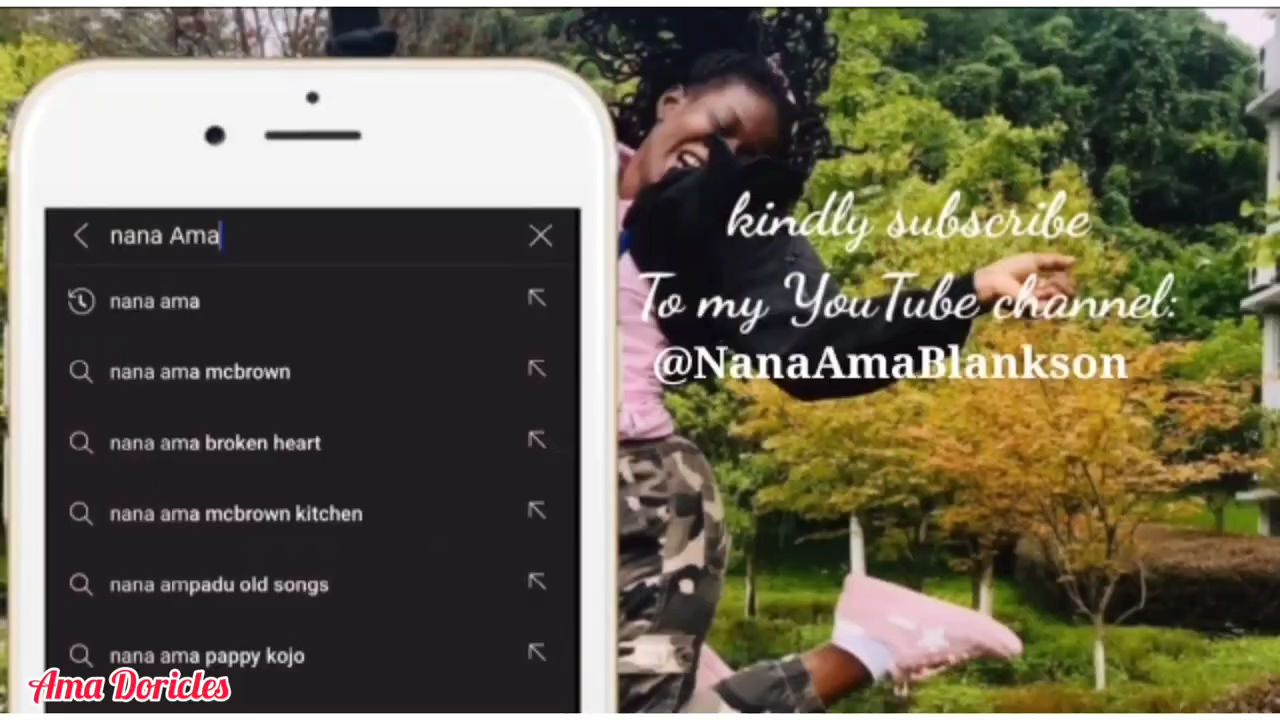 nana Ama
nana ama
nana ama mcbrown
nana ama broken heart
nana ama mcbrown kitchen
nana ampadu old songs
nana ama pappy kojo
Ama Doricles
kindly subscribe
To my YouTube channel:
@NanaAmaBlankson